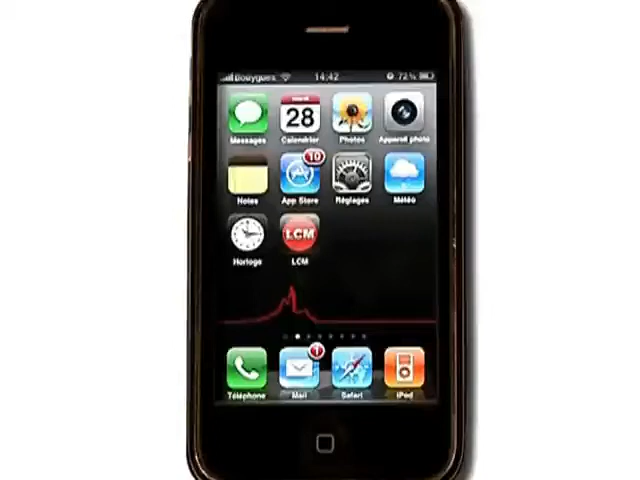 Bouygues 14:42 72 %
28
Messages Calendrier Photos Appareil photo
10
Notes App Store Réglages Météo
LCM
Horloge LCM
1
Téléphone Mail Safari iPod